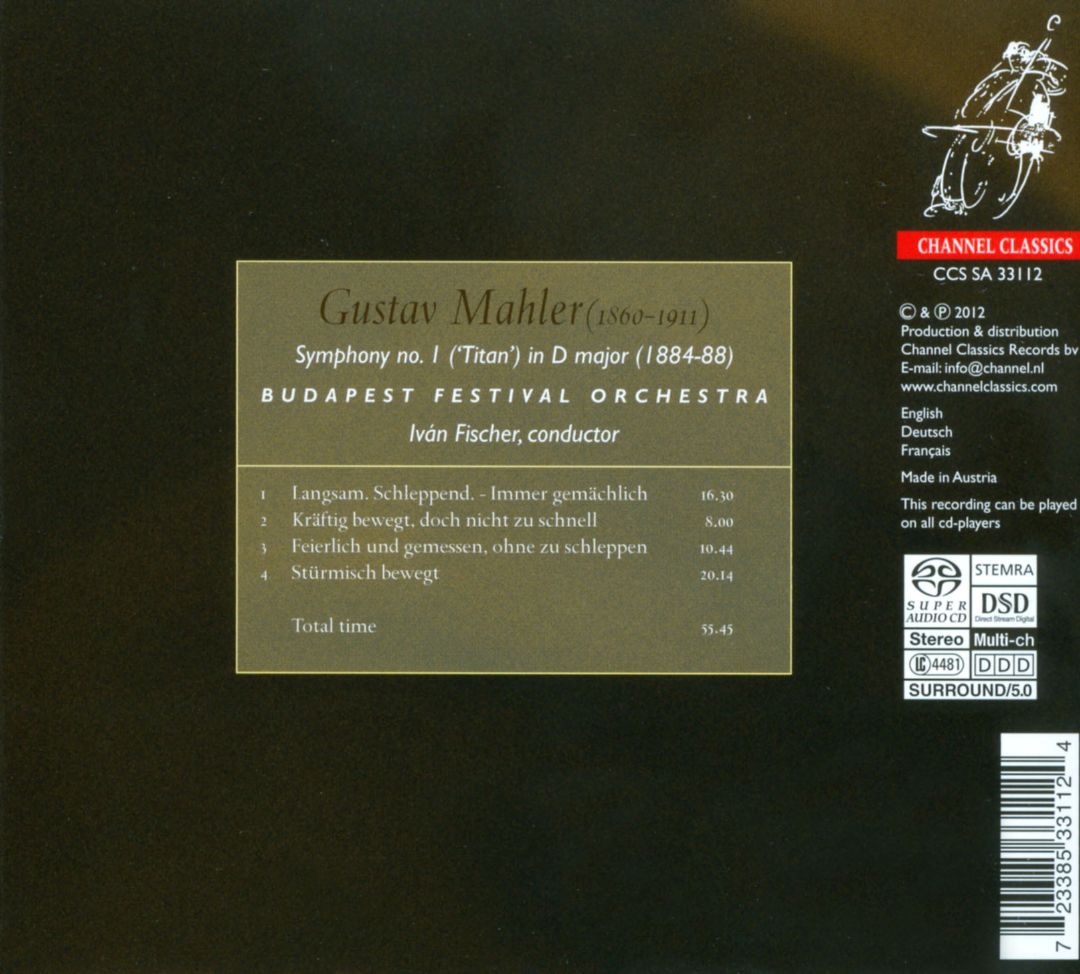 Gustav Mahler (1860-1911)
Symphony no. 1 (‘Titan’) in D major (1884-88)
BUDAPEST FESTIVAL ORCHESTRA
Iván Fischer, conductor
1 Langsam. Schleppend. - Immer gemächlich 16.30
2 Kräftig bewegt, doch nicht zu schnell 8.00
3 Feierlich und gemessen, ohne zu schleppen 10.44
4 Stürmisch bewegt 20.14
Total time 55.45
CHANNEL CLASSICS
CCS SA 33112
© & ℗ 2012
Production & distribution
Channel Classics Records bv
E-mail: info@channel.nl
www.channelclassics.com
English
Deutsch
Français
Made in Austria
This recording can be played
on all cd-players
SUPER AUDIO CD
STEMRA
DSD
Direct Stream Digital
Stereo Multi-ch
LC 4481 DDD
SURROUND/5.0
7 23385 33112 4